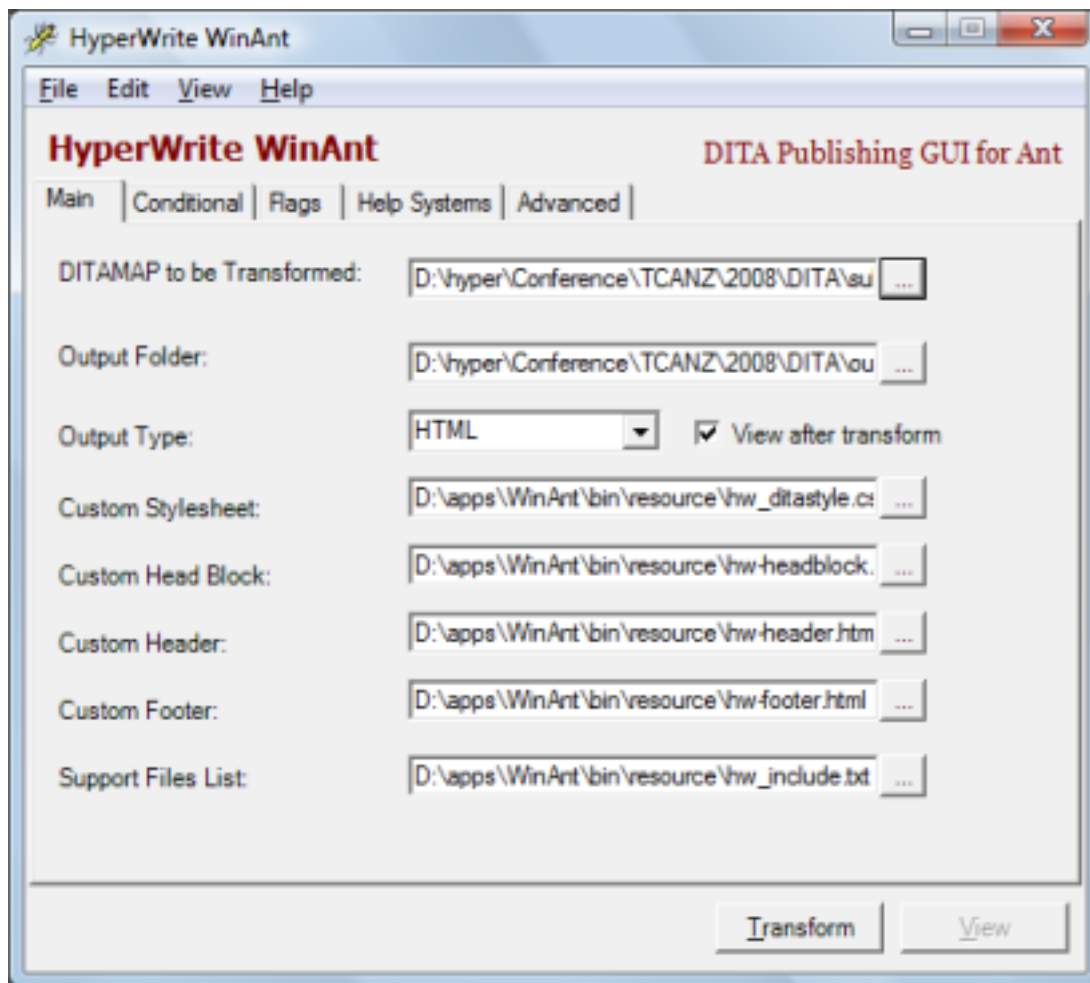 HyperWrite WinAnt
File Edit View Help
HyperWrite WinAnt DITA Publishing GUI for Ant
Main Conditional Flags Help Systems Advanced
DITAMAP to be Transformed: D:\hyper\Conference\TCANZ\2008\DITA\su ...
Output Folder: D:\hyper\Conference\TCANZ\2008\DITA\ou ...
Output Type: HTML View after transform
Custom Stylesheet: D:\apps\WinAnt\bin\resource\hw_ditastyle.cs ...
Custom Head Block: D:\apps\WinAnt\bin\resource\hw-headblock. ...
Custom Header: D:\apps\WinAnt\bin\resource\hw-header.htm ...
Custom Footer: D:\apps\WinAnt\bin\resource\hw-footer.html ...
Support Files List: D:\apps\WinAnt\bin\resource\hw_include.txt ...
Transform View